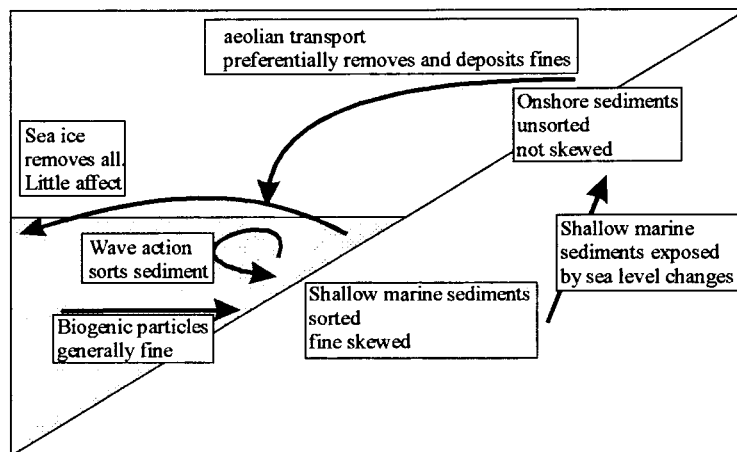 aeolian transport
preferentially removes and deposits fines
Onshore sediments
unsorted
not skewed
Sea ice
removes all.
Little affect
Wave action
sorts sediment
Shallow marine
sediments exposed
by sea level changes
Shallow marine sediments
sorted
fine skewed
Biogenic particles
generally fine